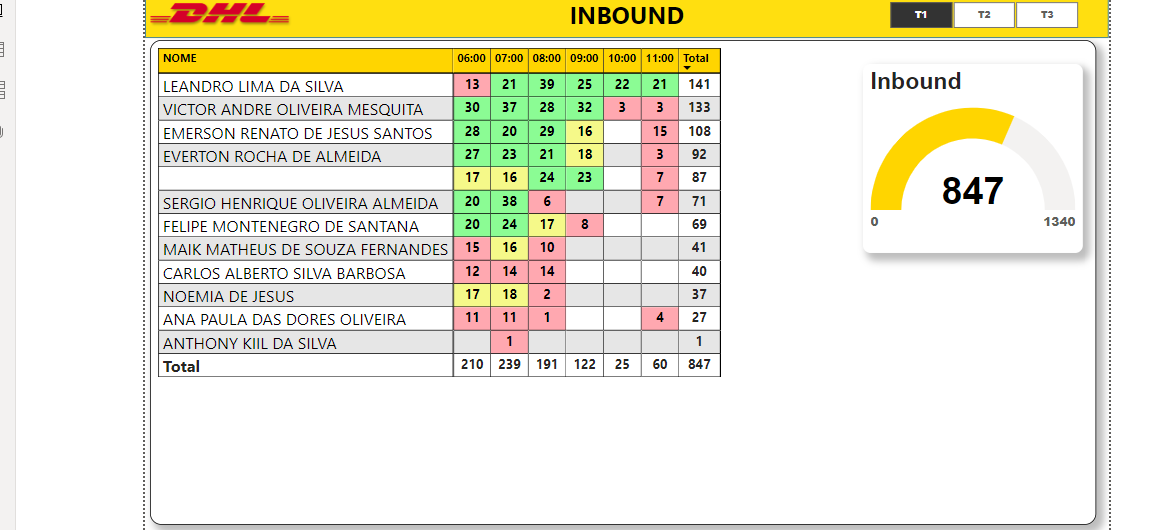 DHL INBOUND T1 T2 T3
NOME 06:00 07:00 08:00 09:00 10:00 11:00 Total
LEANDRO LIMA DA SILVA 13 21 39 25 22 21 141
VICTOR ANDRE OLIVEIRA MESQUITA 30 37 28 32 3 3 133
EMERSON RENATO DE JESUS SANTOS 28 20 29 16 15 108
EVERTON ROCHA DE ALMEIDA 27 23 21 18 3 92
17 16 24 23 7 87
SERGIO HENRIQUE OLIVEIRA ALMEIDA 20 38 6 7 71
FELIPE MONTENEGRO DE SANTANA 20 24 17 8 69
MAIK MATHEUS DE SOUZA FERNANDES 15 16 10 41
CARLOS ALBERTO SILVA BARBOSA 12 14 14 40
NOEMIA DE JESUS 17 18 2 37
ANA PAULA DAS DORES OLIVEIRA 11 11 1 4 27
ANTHONY KIIL DA SILVA 1 1
Total 210 239 191 122 25 60 847
Inbound
847
0 1340